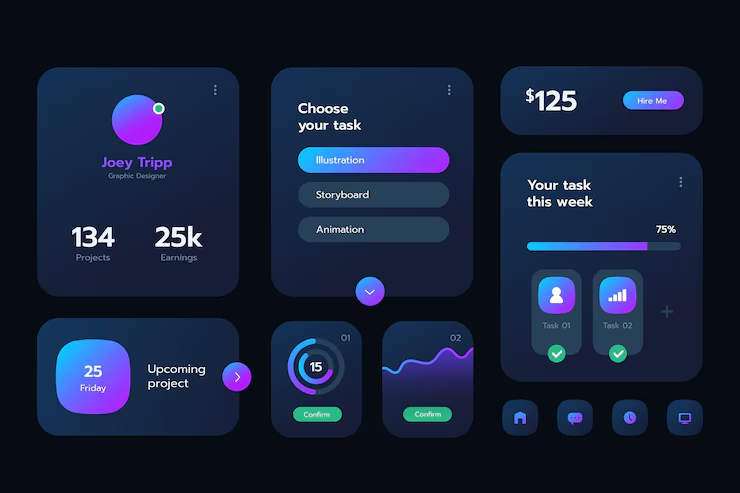 Joey Tripp
Graphic Designer
134
Projects
25k
Earnings
25
Friday
Upcoming
project
Choose
your task
Illustration
Storyboard
Animation
01
15
Confirm
02
Confirm
$125
Hire Me
Your task
this week
75%
Task 01
Task 02